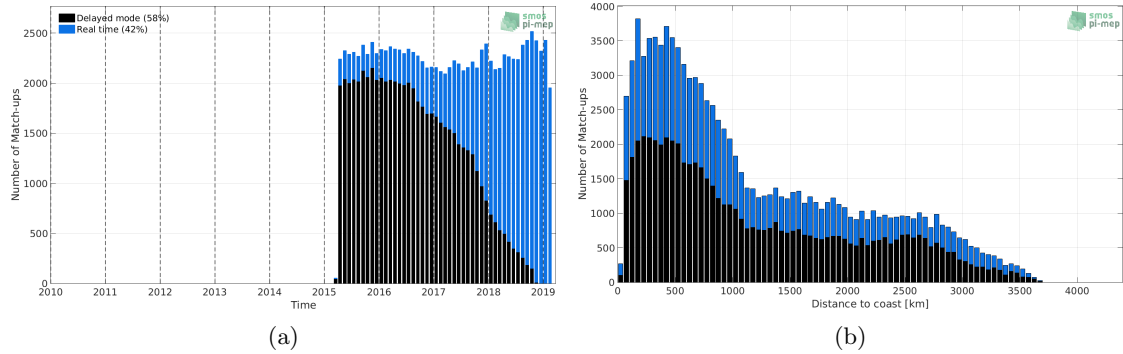 Delayed mode (58%)
Real time (42%)
smos
pi-mep
Number of Match-ups
2500
2000
1500
1000
500
0
2010 2011 2012 2013 2014 2015 2016 2017 2018 2019
Time
(a)
smos
pi-mep
Number of Match-ups
4000
3500
3000
2500
2000
1500
1000
500
0
0 500 1000 1500 2000 2500 3000 3500 4000
Distance to coast [km]
(b)